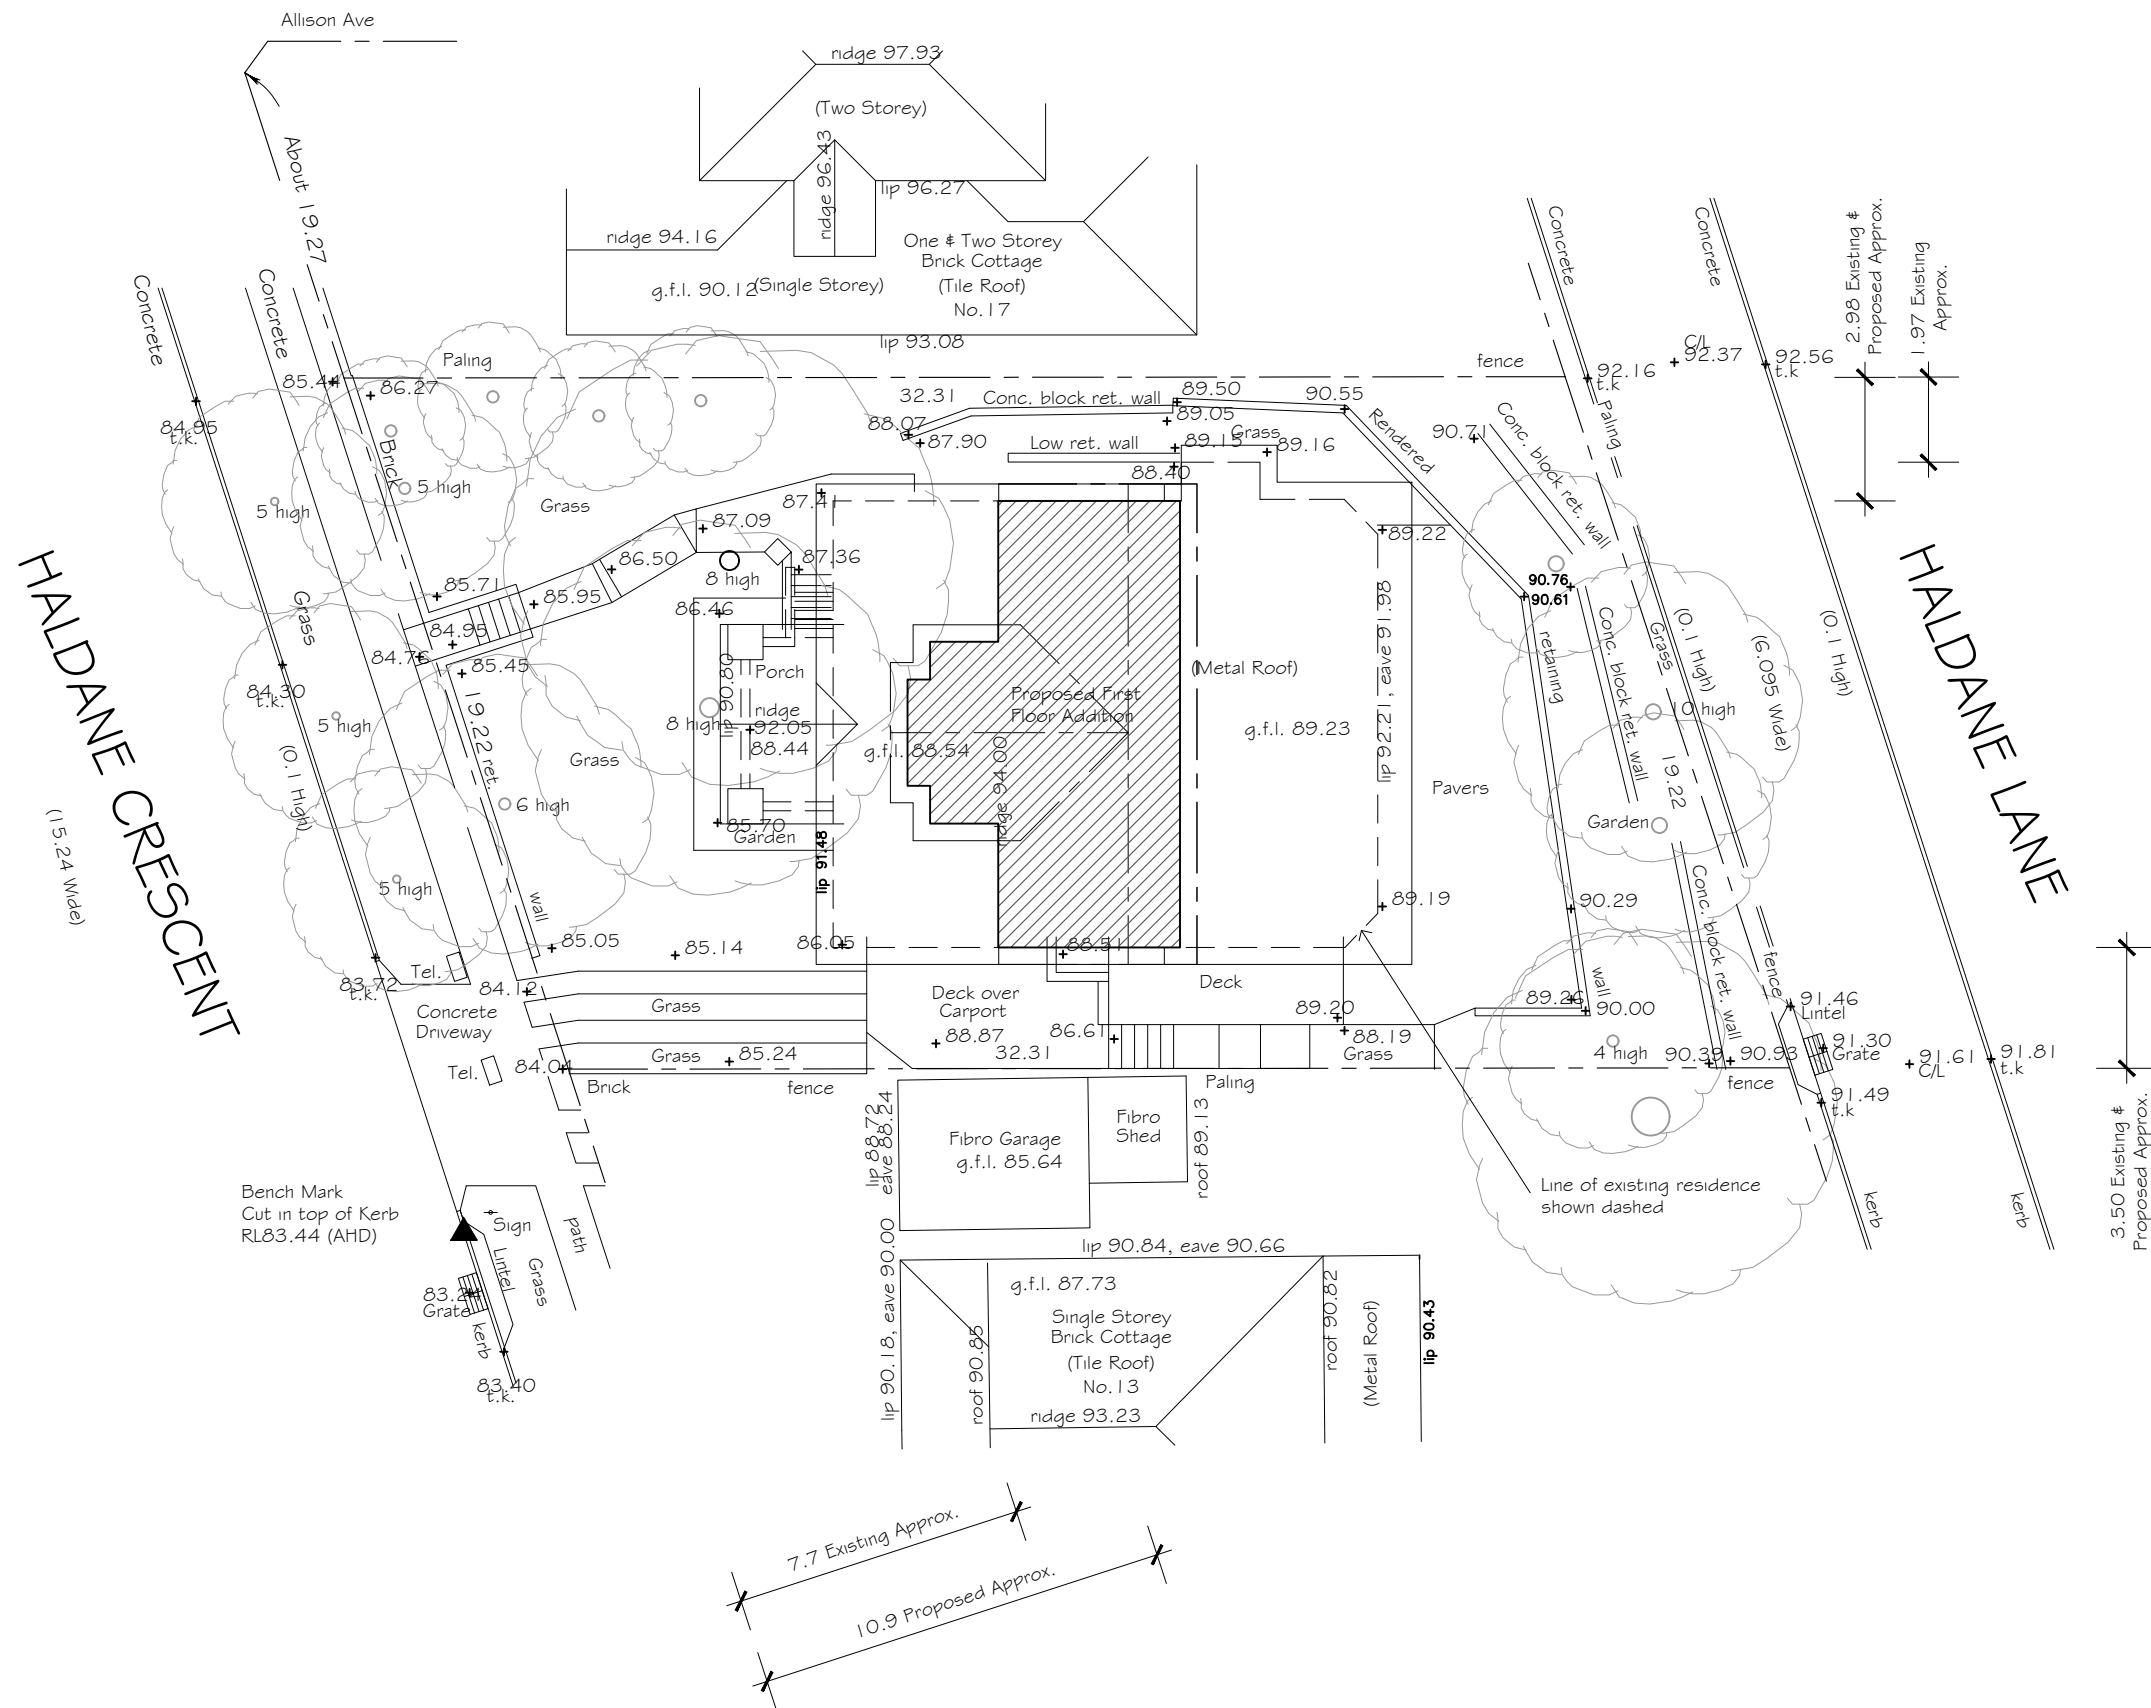 Allison Ave
About 19.27
ridge 97.93
(Two Storey)
ridge 96.43
lip 96.27
ridge 94.16
One & Two Storey
Brick Cottage
(Tile Roof)
No.17
g.f.l. 90.12
(Single Storey)
lip 93.08
Concrete
Concrete
Concrete
Concrete
2.98 Existing &
Proposed Approx.
1.97 Existing
Approx.
Paling
fence
85.44
86.27
84.95
t.k.
Brick
5 high
5 high
Grass
32.31
Conc. block ret. wall
89.50
90.55
88.07
87.90
89.05
Low ret. wall
89.15
Grass
89.16
88.40
Rendered
90.71
Conc. block ret. wall
Paling
92.16
t.k
C/L
92.37
92.56
t.k
87.41
87.09
86.50
87.36
8 high
86.46
85.71
85.95
84.95
84.76
85.45
89.22
90.76
90.61
HALDANE CRESCENT
(15.24 Wide)
Grass
84.30
t.k.
5 high
(0.1 High)
19.22 ret.
wall
Grass
6 high
5 high
8 high
lip 90.80
Porch
ridge
92.05
88.44
85.70
Garden
lip 91.48
g.f.l. 88.54
Proposed First
Floor Addition
ridge 94.00
(Metal Roof)
g.f.l. 89.23
lip 92.21, eave 91.98
Pavers
retaining
wall
Conc. block ret. wall
Grass
(0.1 High)
(6.095 Wide)
(0.1 High)
HALDANE LANE
10 high
19.22
Garden
Conc. block ret. wall
fence
89.19
90.29
85.05
85.14
86.05
88.51
Tel.
83.72
t.k.
84.12
Concrete
Driveway
Grass
Deck over
Carport
Deck
88.87
86.61
32.31
89.20
88.19
Grass
89.26
90.00
91.46
Lintel
91.30
Grate
4 high
90.39
90.93
fence
91.61
C/L
91.81
t.k
91.49
t.k
Tel.
84.04
Grass
85.24
Brick
fence
Paling
lip 88.72
eave 88.24
Fibro Garage
g.f.l. 85.64
Fibro
Shed
roof 89.13
Line of existing residence
shown dashed
kerb
kerb
3.50 Existing &
Proposed Approx.
Bench Mark
Cut in top of Kerb
RL83.44 (AHD)
Sign
Lintel
Grass
path
Grate
kerb
83.40
t.k.
lip 90.18, eave 90.00
lip 90.84, eave 90.66
g.f.l. 87.73
Single Storey
Brick Cottage
(Tile Roof)
No.13
roof 90.85
ridge 93.23
roof 90.82
(Metal Roof)
lip 90.43
7.7 Existing Approx.
10.9 Proposed Approx.